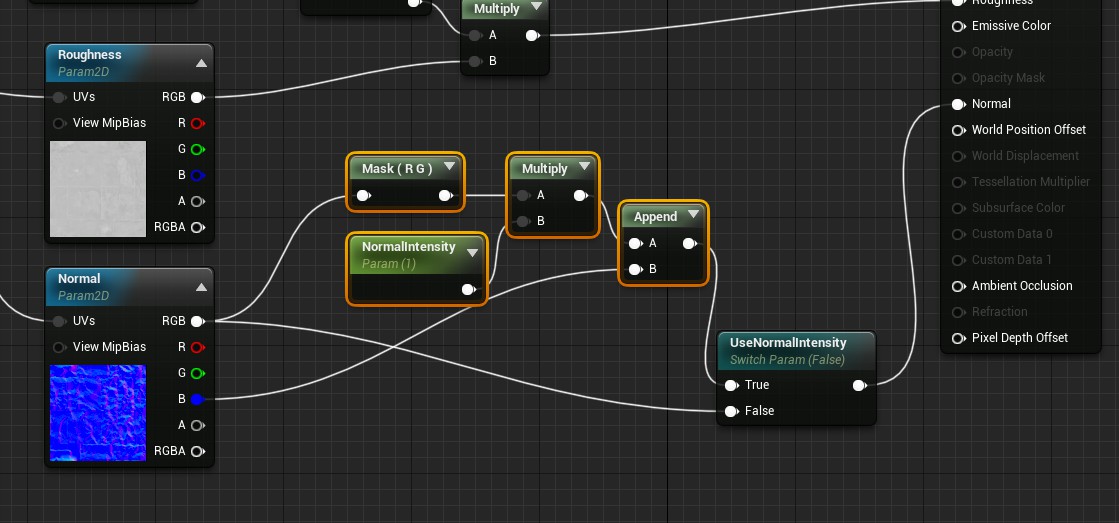 Multiply
A
B
Roughness
Param2D
UVs RGB
View MipBias R
G
B
A
RGBA
Mask ( R G )
NormalIntensity
Param (1)
Multiply
A
B
Append
A
B
Normal
Param2D
UVs RGB
View MipBias R
G
B
A
RGBA
UseNormalIntensity
Switch Param (False)
True
False
Roughness
Emissive Color
Opacity
Opacity Mask
Normal
World Position Offset
World Displacement
Tessellation Multiplier
Subsurface Color
Custom Data 0
Custom Data 1
Ambient Occlusion
Refraction
Pixel Depth Offset